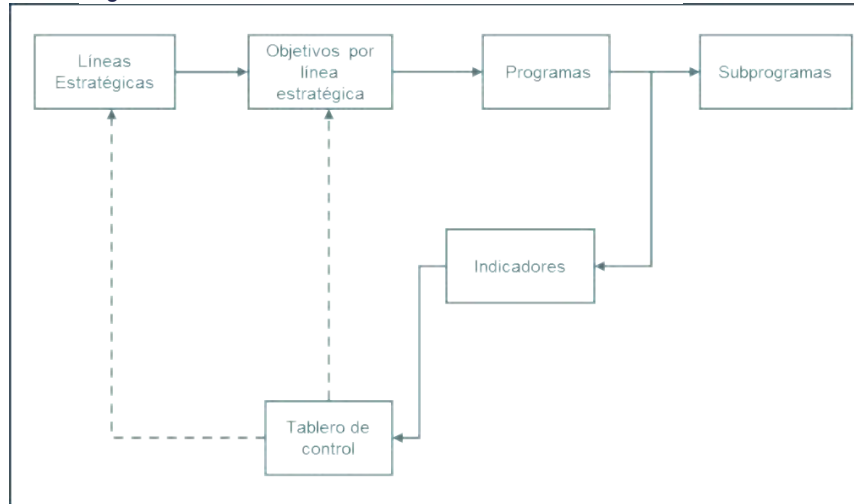 Líneas
Estratégicas
Objetivos por
línea
estratégica
Programas
Subprogramas
Indicadores
Tablero de
control